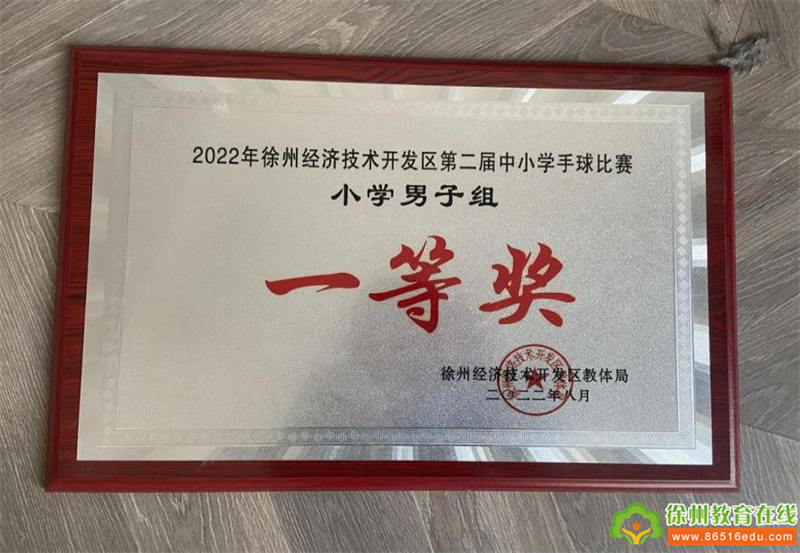 2022年徐州经济技术开发区第二届中小学手球比赛
小学男子组
一等奖
徐州经济技术开发区教体局
二〇二二年八月
徐州教育在线
www.86516edu.com